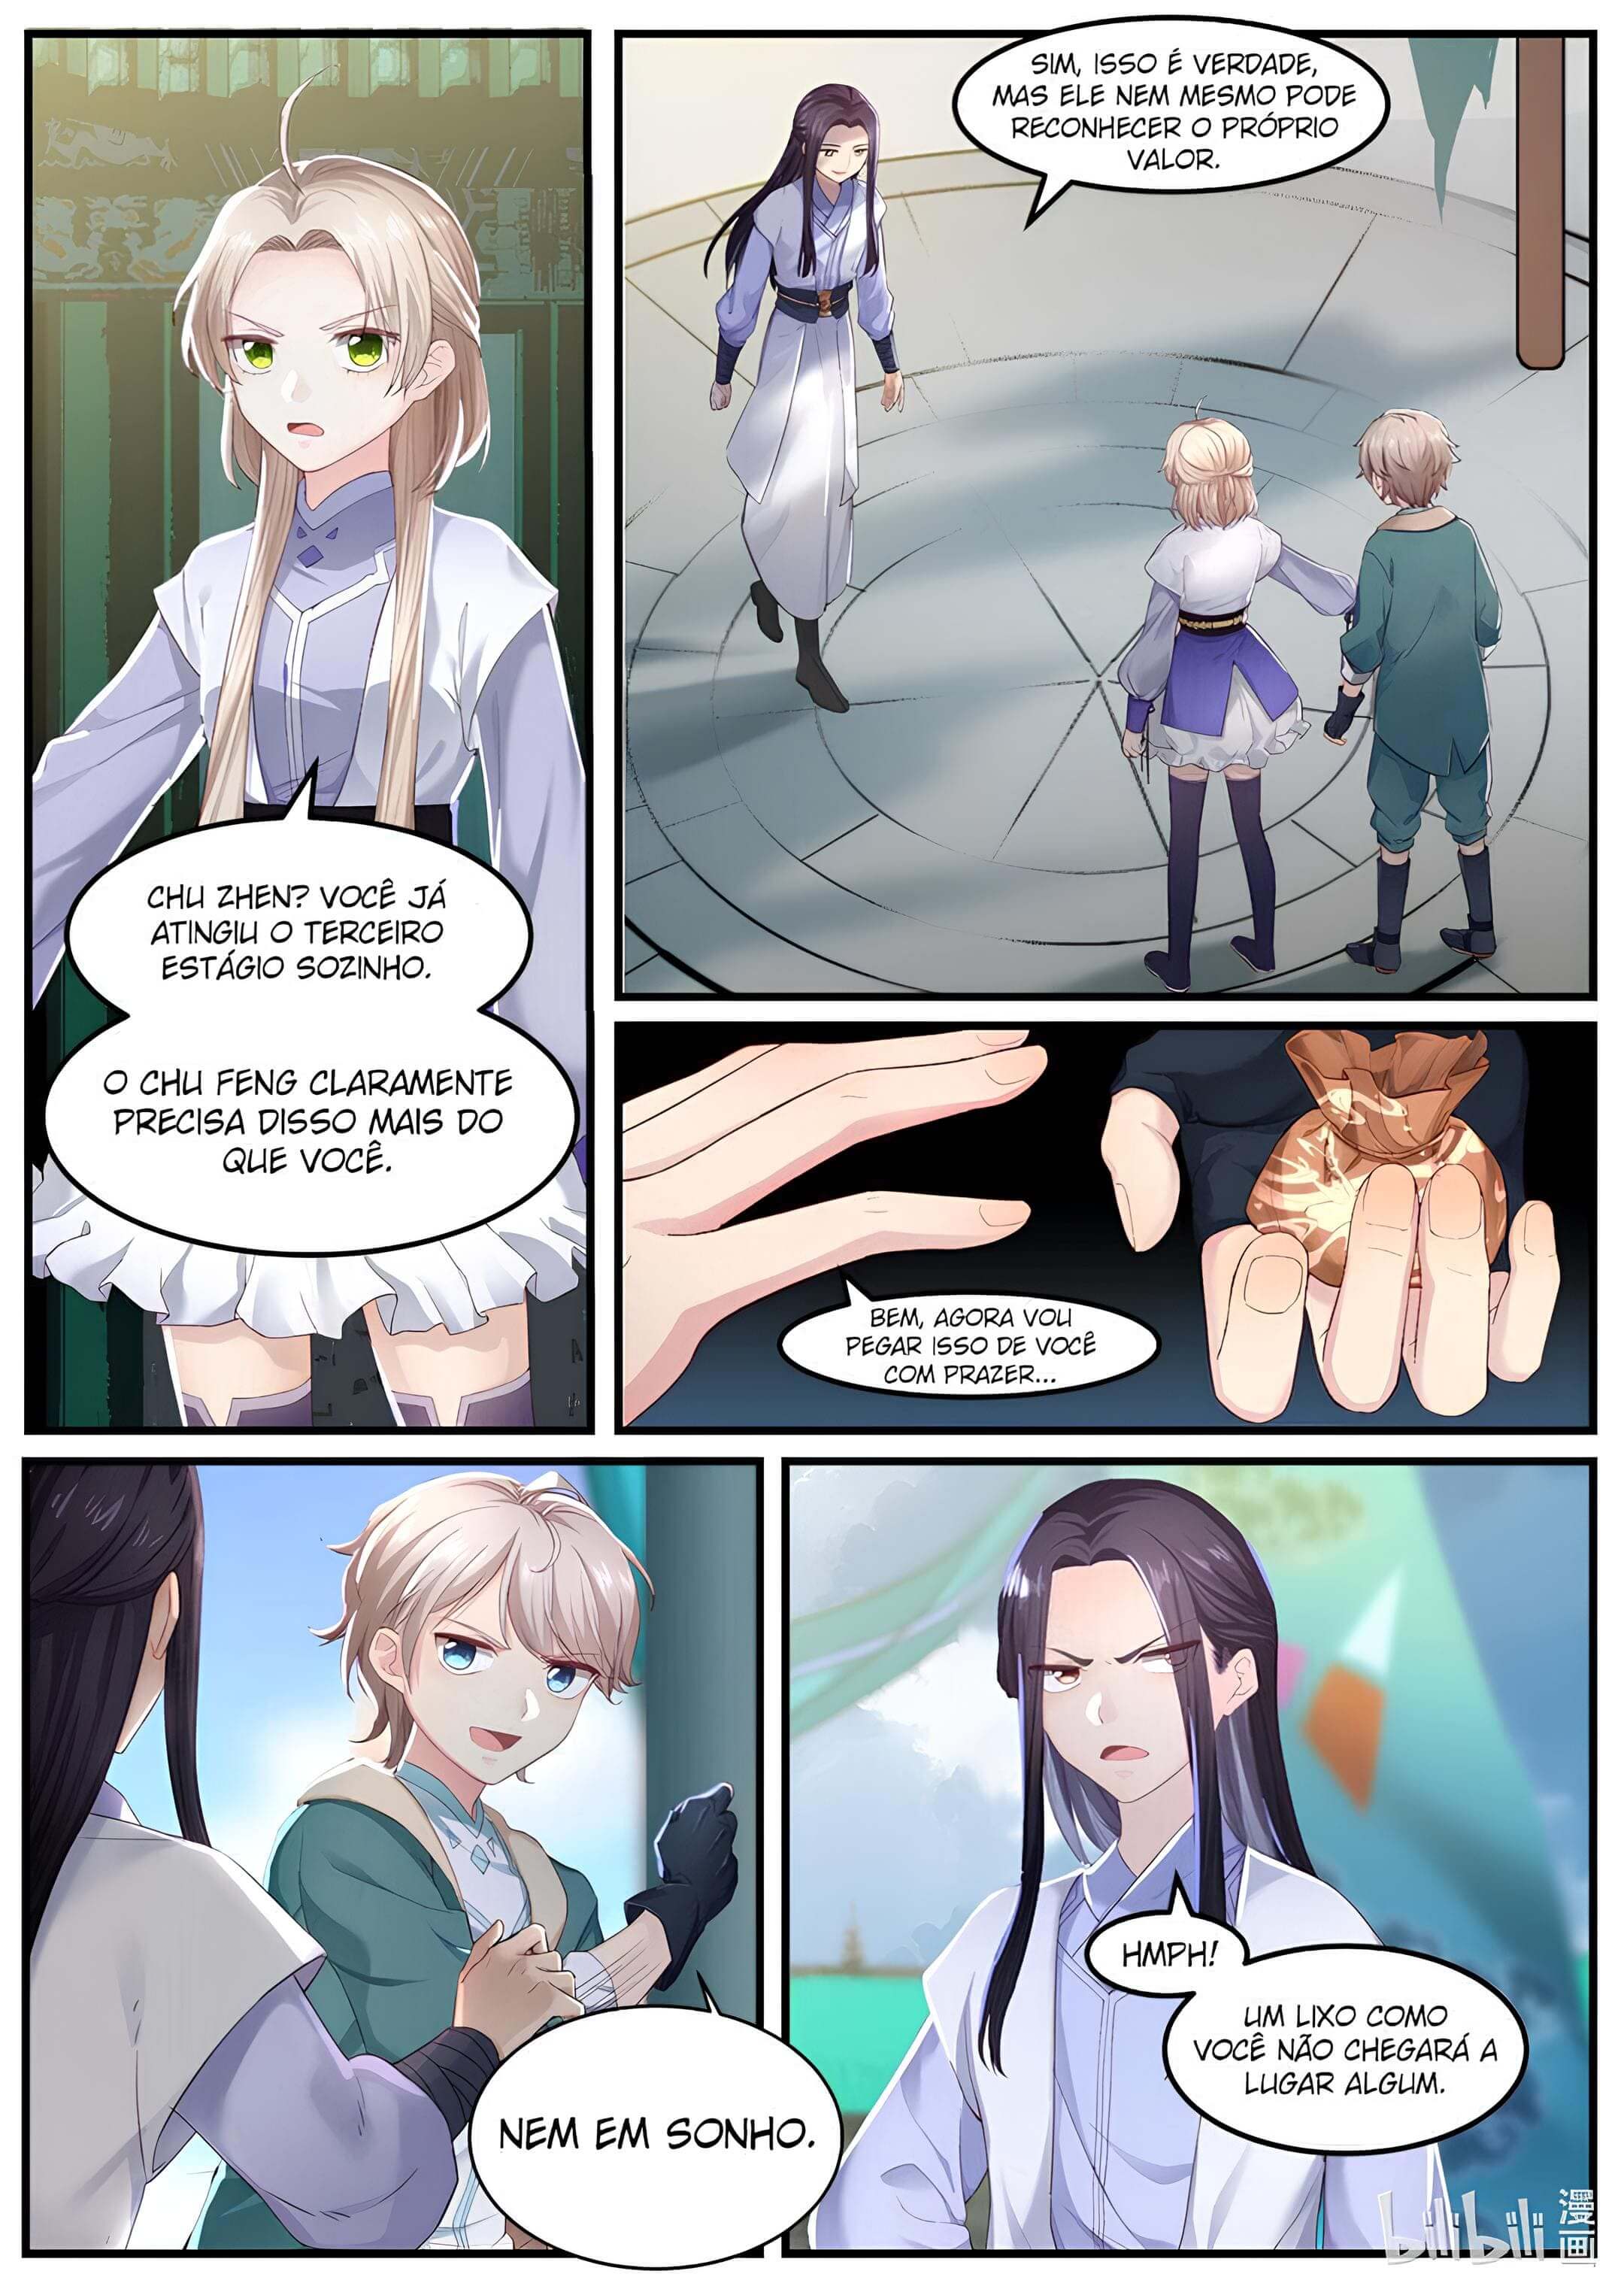 CHU ZHEN? VOCÊ JÁ
ATINGIU O TERCEIRO
ESTÁGIO SOZINHO.
O CHU FENG CLARAMENTE
PRECISA DISSO MAIS DO
QUE VOCÊ.
SIM, ISSO É VERDADE,
MAS ELE NEM MESMO PODE
RECONHECER O PRÓPRIO
VALOR.
BEM, AGORA VOU
PEGAR ISSO DE VOCÊ
COM PRAZER...
NEM EM SONHO.
HMPH!
UM LIXO COMO
VOCÊ NÃO CHEGARÁ A
LUGAR ALGUM.
bilibili 漫画